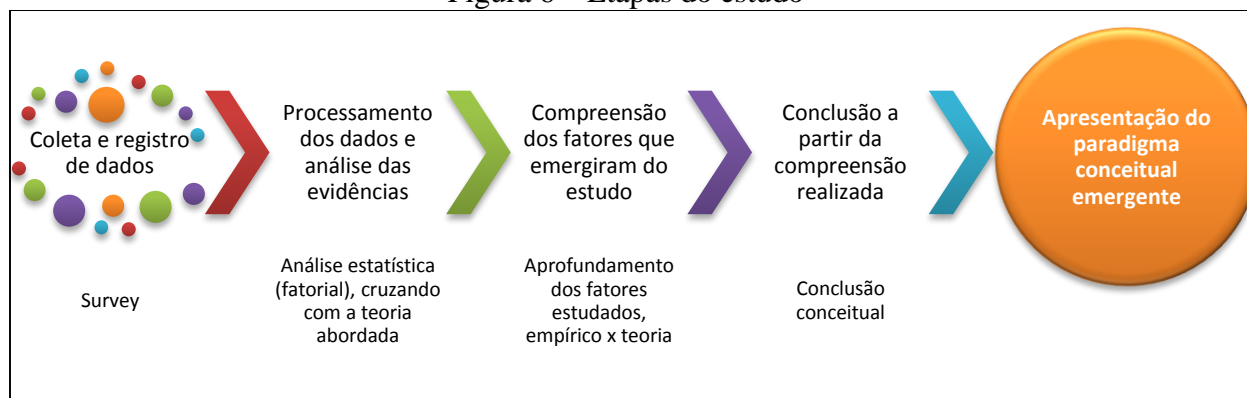 Coleta e registro
de dados
Survey
Processamento
dos dados e
análise das
evidências
Análise estatística
(fatorial), cruzando
com a teoria
abordada
Compreensão
dos fatores que
emergiram do
estudo
Aprofundamento
dos fatores
estudados,
empírico x teoria
Conclusão a
partir da
compreensão
realizada
Conclusão
conceitual
Apresentação do
paradigma
conceitual
emergente